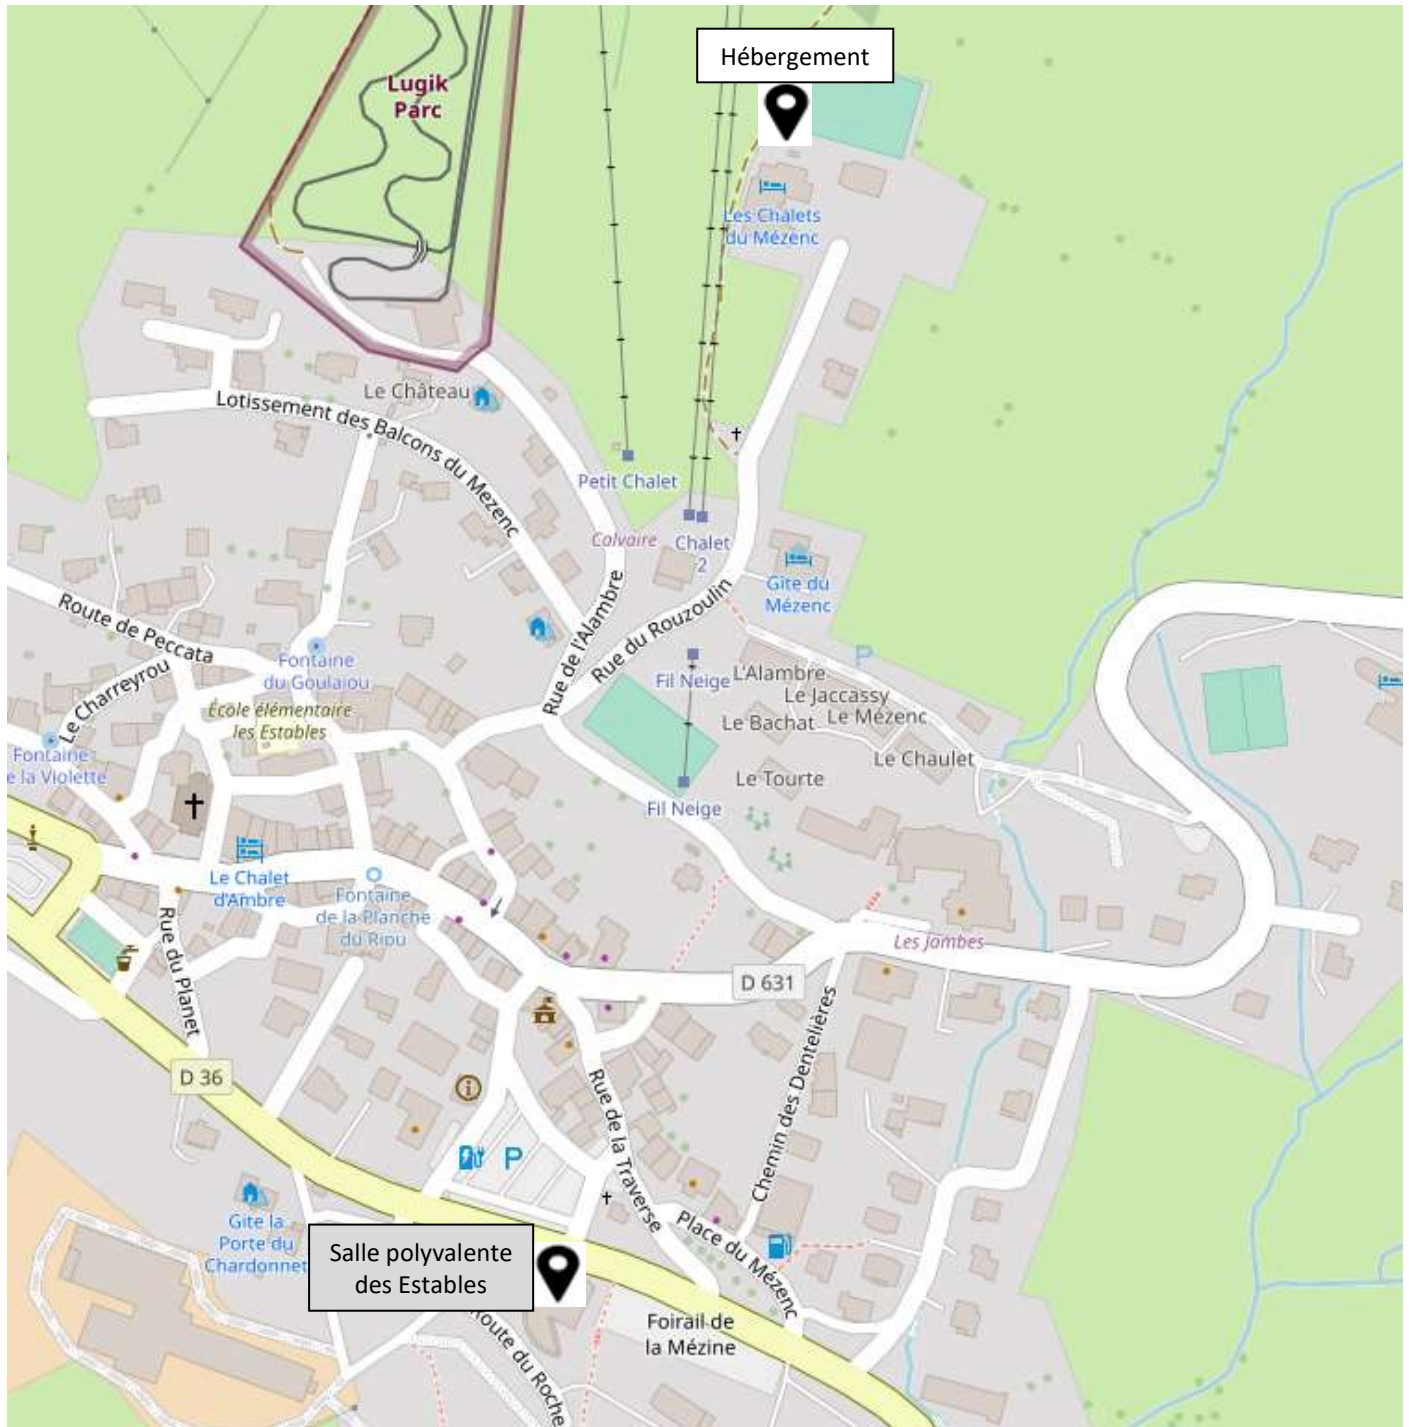 Hébergement
Lugik
Parc
Les Chalets
du Mézenc
Le Château
Lotissement des Balcons du Mezenc
Petit Chalet
Calvaire
Chalet
2
Gîte du
Mézenc
Route de Peccata
Rue de l'Alambre
Rue du Rouzoulin
P
Le Charreyrou
Fontaine
du Goulaiou
Fil Neige
L'Alambre
Le Jaccassy
École élémentaire
les Estables
Le Bachat
Le Mézenc
Fontaine
de la Violette
Le Chaulet
Le Tourte
Fil Neige
Le Chalet
d'Ambre
Fontaine
de la Planche
du Riou
Rue du Planet
Les Jambes
D 631
D 36
Rue de la Traverse
Chemin des Dentelières
P
Gite la
Porte du
Chardonnet
Place du Mézenc
Salle polyvalente
des Estables
Foirail de
la Mézine
Route du Roche